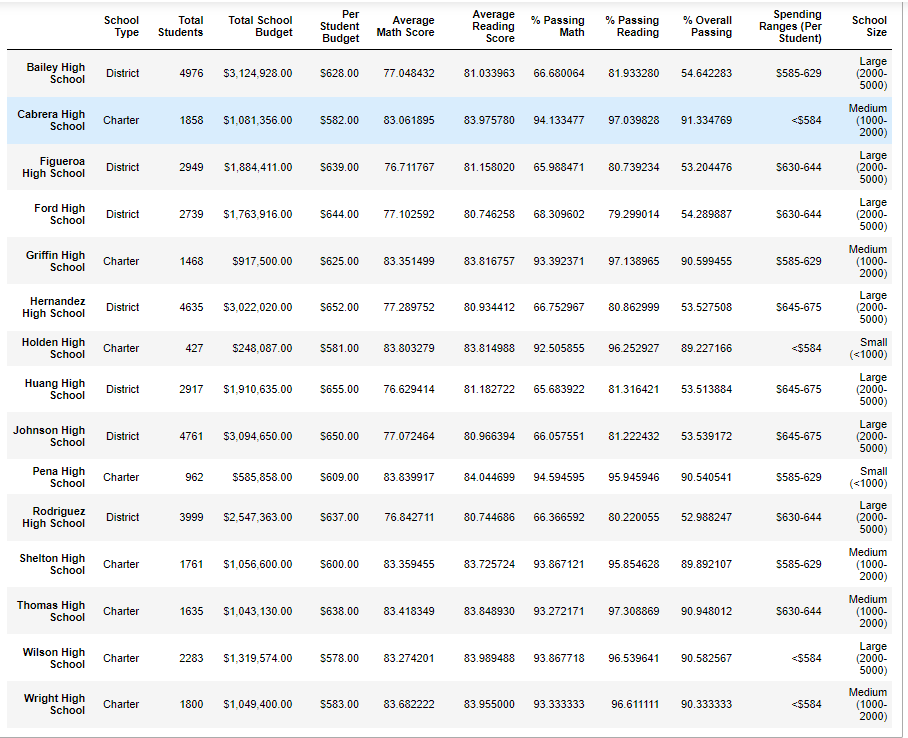 School Type Total Students Total School Budget Per Student Budget Average Math Score Average Reading Score % Passing Math % Passing Reading % Overall Passing Spending Ranges (Per Student) School Size
Bailey High School District 4976 $3,124,928.00 $628.00 77.048432 81.033963 66.680064 81.933280 54.642283 $585-629 Large (2000-5000)
Cabrera High School Charter 1858 $1,081,356.00 $582.00 83.061895 83.975780 94.133477 97.039828 91.334769 <$584 Medium (1000-2000)
Figueroa High School District 2949 $1,884,411.00 $639.00 76.711767 81.158020 65.988471 80.739234 53.204476 $630-644 Large (2000-5000)
Ford High School District 2739 $1,763,916.00 $644.00 77.102592 80.746258 68.309602 79.299014 54.289887 $630-644 Large (2000-5000)
Griffin High School Charter 1468 $917,500.00 $625.00 83.351499 83.816757 93.392371 97.138965 90.599455 $585-629 Medium (1000-2000)
Hernandez High School District 4635 $3,022,020.00 $652.00 77.289752 80.934412 66.752967 80.862999 53.527508 $645-675 Large (2000-5000)
Holden High School Charter 427 $248,087.00 $581.00 83.803279 83.814988 92.505855 96.252927 89.227166 <$584 Small (<1000)
Huang High School District 2917 $1,910,635.00 $655.00 76.629414 81.182722 65.683922 81.316421 53.513884 $645-675 Large (2000-5000)
Johnson High School District 4761 $3,094,650.00 $650.00 77.072464 80.966394 66.057551 81.222432 53.539172 $645-675 Large (2000-5000)
Pena High School Charter 962 $585,858.00 $609.00 83.839917 84.044699 94.594595 95.945946 90.540541 $585-629 Small (<1000)
Rodriguez High School District 3999 $2,547,363.00 $637.00 76.842711 80.744686 66.366592 80.220055 52.988247 $630-644 Large (2000-5000)
Shelton High School Charter 1761 $1,056,600.00 $600.00 83.359455 83.725724 93.867121 95.854628 89.892107 $585-629 Medium (1000-2000)
Thomas High School Charter 1635 $1,043,130.00 $638.00 83.418349 83.848930 93.272171 97.308869 90.948012 $630-644 Medium (1000-2000)
Wilson High School Charter 2283 $1,319,574.00 $578.00 83.274201 83.989488 93.867718 96.539641 90.582567 <$584 Large (2000-5000)
Wright High School Charter 1800 $1,049,400.00 $583.00 83.682222 83.955000 93.333333 96.611111 90.333333 <$584 Medium (1000-2000)